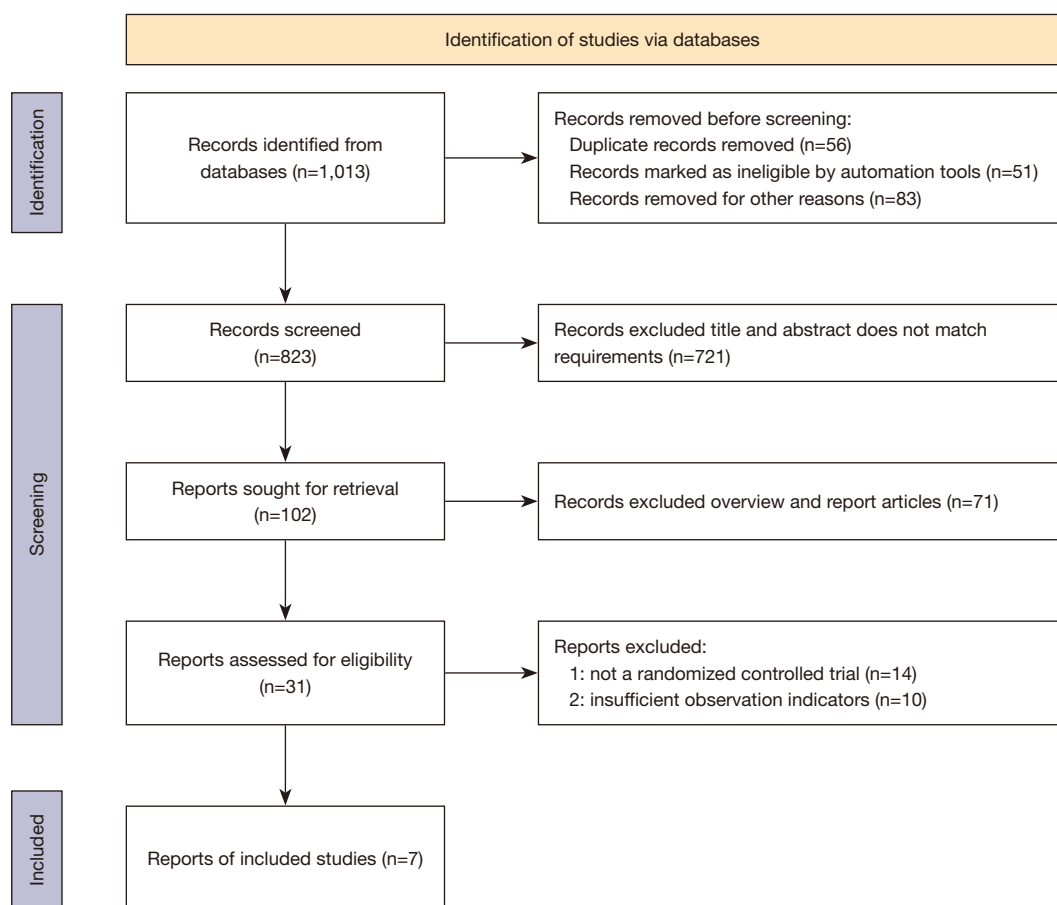 Identification of studies via databases
Identification
Records identified from
databases (n=1,013)
Records removed before screening:
Duplicate records removed (n=56)
Records marked as ineligible by automation tools (n=51)
Records removed for other reasons (n=83)
Screening
Records screened
(n=823)
Records excluded title and abstract does not match
requirements (n=721)
Reports sought for retrieval
(n=102)
Records excluded overview and report articles (n=71)
Reports assessed for eligibility
(n=31)
Reports excluded:
1: not a randomized controlled trial (n=14)
2: insufficient observation indicators (n=10)
Included
Reports of included studies (n=7)